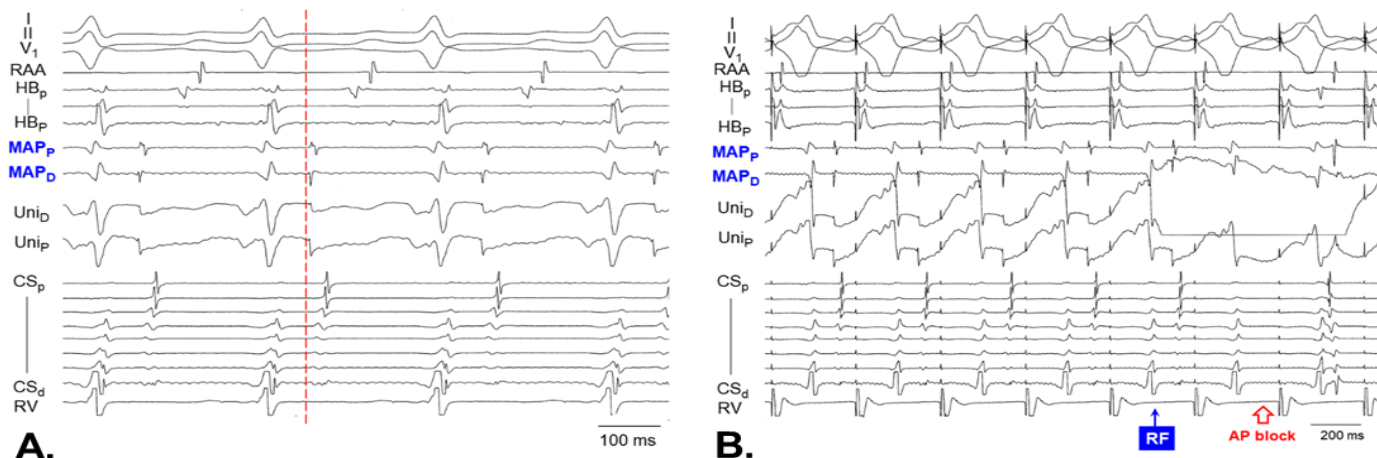 I
II
V1
RAA
HBp
HBP
MAPP
MAPD
UniD
UniP
CSp
CSd
RV
100 ms
A.
I
II
V1
RAA
HBp
HBP
MAPP
MAPD
UniD
UniP
CSp
CSd
RV
RF
AP block
200 ms
B.